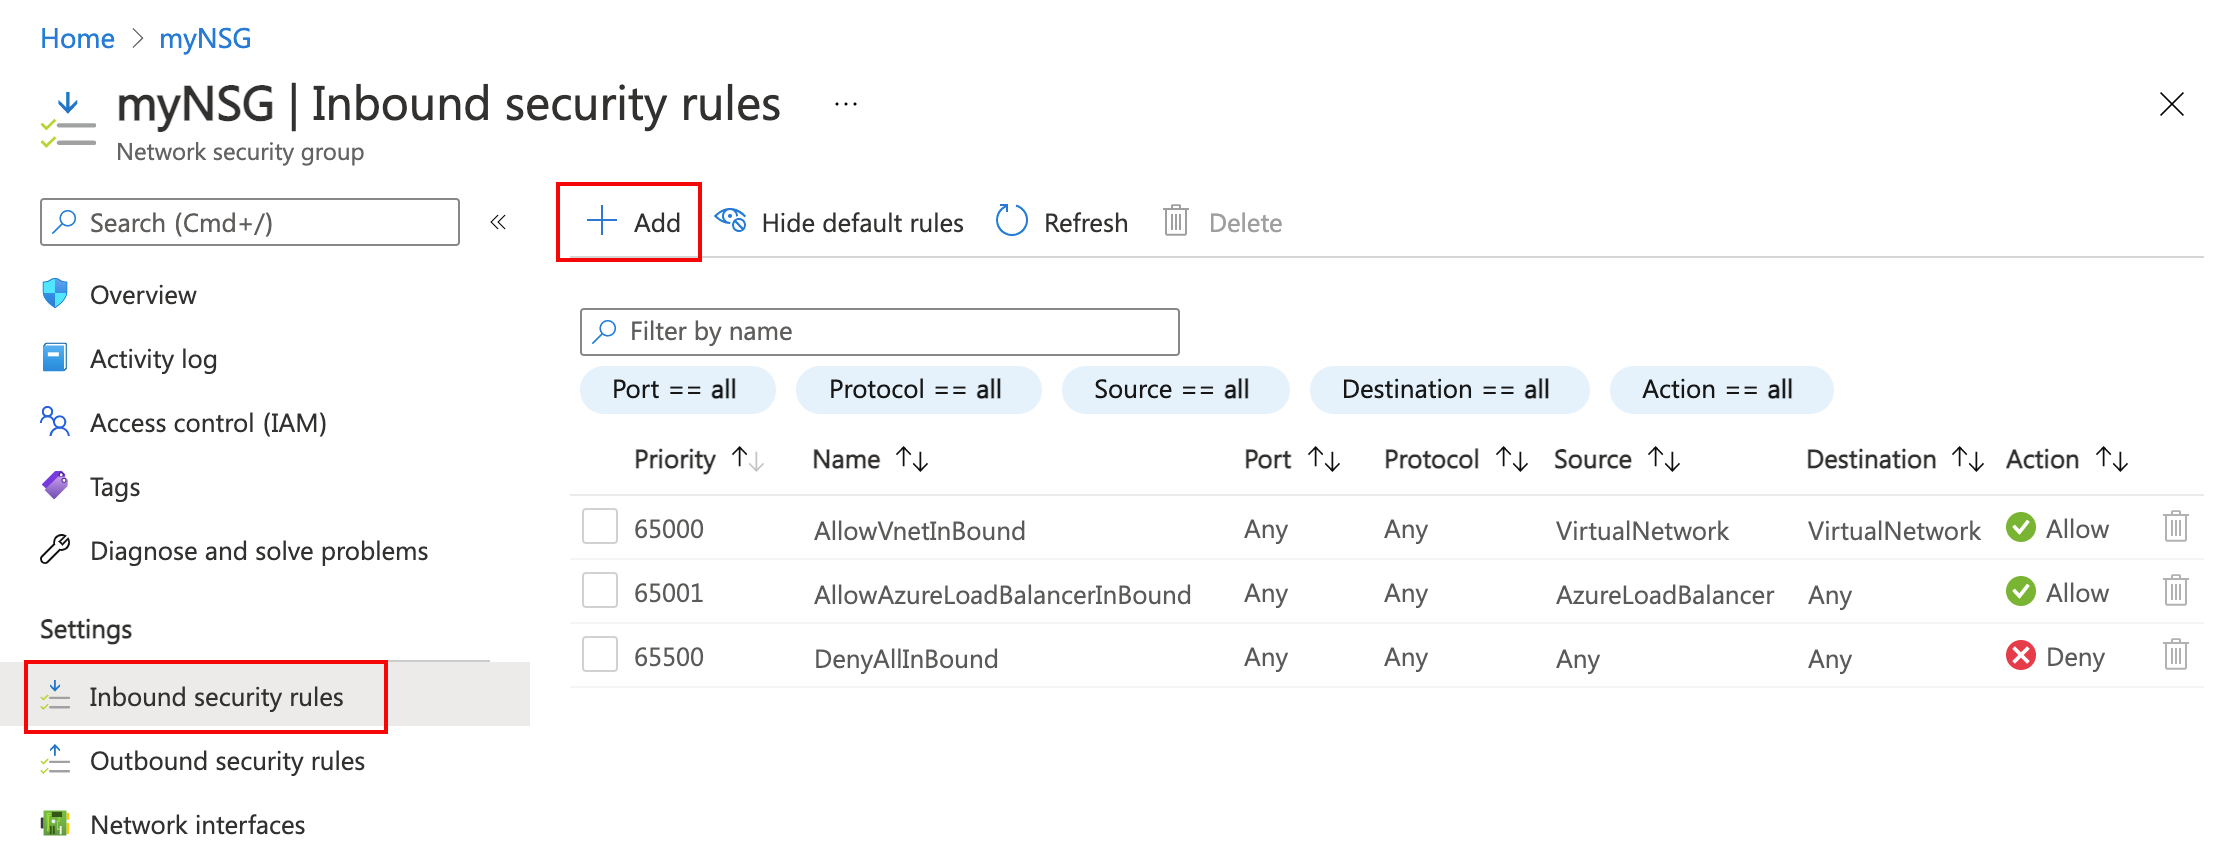 Home > myNSG
myNSG | Inbound security rules ...
Network security group
Search (Cmd+/) «
Overview
Activity log
Access control (IAM)
Tags
Diagnose and solve problems
Settings
Inbound security rules
Outbound security rules
Network interfaces
Add Hide default rules Refresh Delete
Filter by name
Port == all Protocol == all Source == all Destination == all Action == all
Priority ↑↓ Name ↑↓ Port ↑↓ Protocol ↑↓ Source ↑↓ Destination ↑↓ Action ↑↓
65000 AllowVnetInBound Any Any VirtualNetwork VirtualNetwork Allow
65001 AllowAzureLoadBalancerInBound Any Any AzureLoadBalancer Any Allow
65500 DenyAllInBound Any Any Any Any Deny